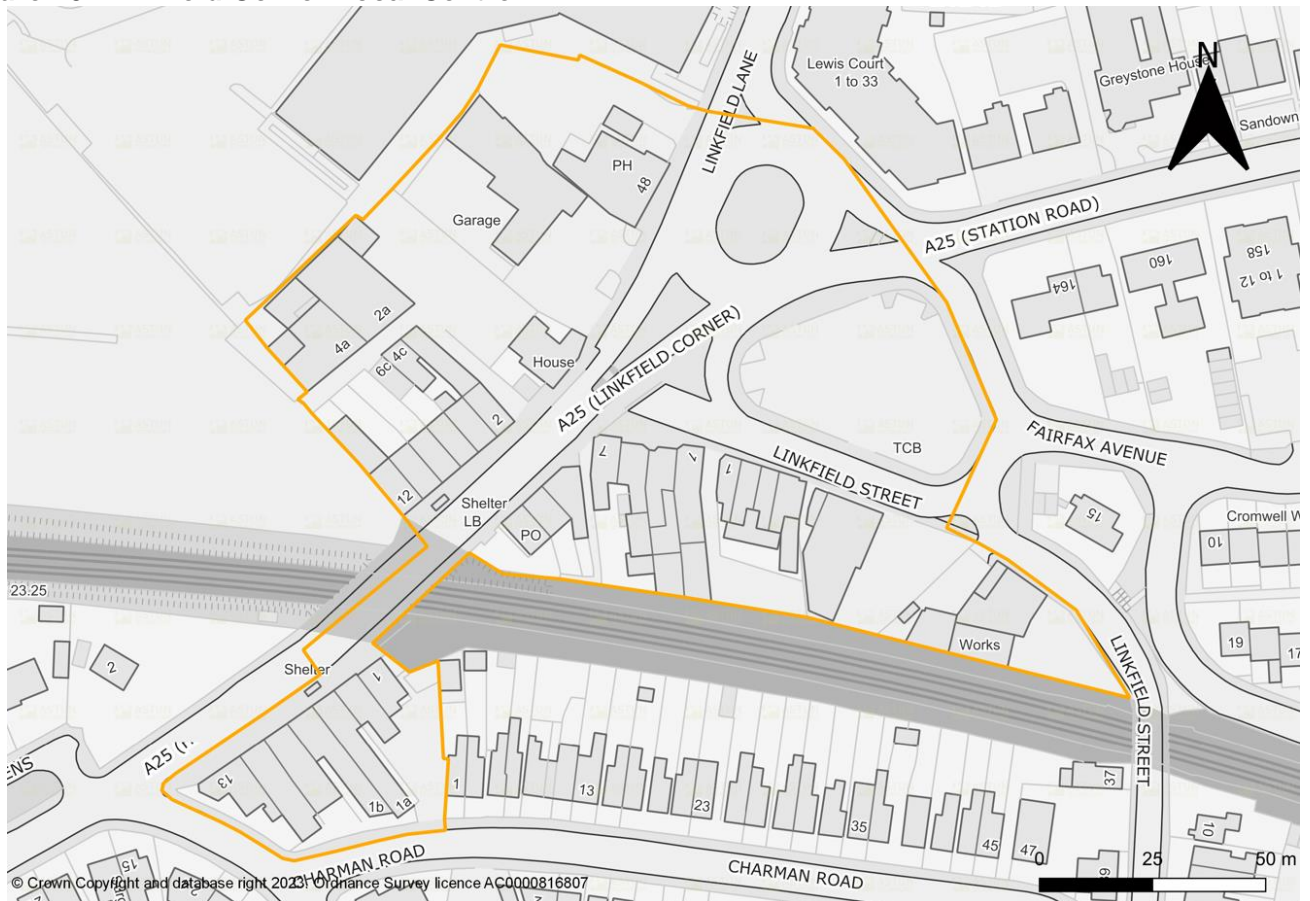 LINKFIELD LANE
Lewis Court
1 to 33
Greystone House
N
Sandown
PH
48
Garage
A25 (STATION ROAD)
160
158
1 to 12
164
2a
4a
4c
6c
House
2
A25 (LINKFIELD CORNER)
TCB
FAIRFAX AVENUE
LINKFIELD STREET
7
7
1
12
Shelter
LB
PO
15
Cromwell W
10
23.25
Works
19
17
2
Shelter
1
LINKFIELD STREET
A25
ENS
13
1b
1a
1
13
23
35
45
47
37
10
15
2
CHARMAN ROAD
CHARMAN ROAD
0
25
50 m
© Crown Copyright and database right 2023. Ordnance Survey licence AC0000816807